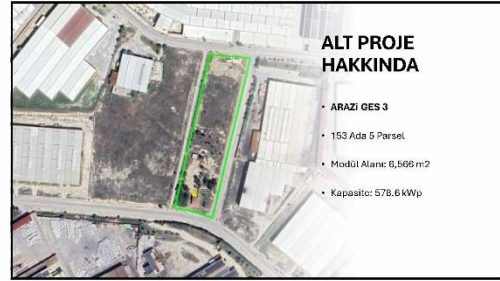 ALT PROJE
HAKKINDA
• ARAZİ GES 3
• 153 Ada 5 Parsel
• Modül Alanı: 6,566 m2
• Kapasite: 578.6 kWp